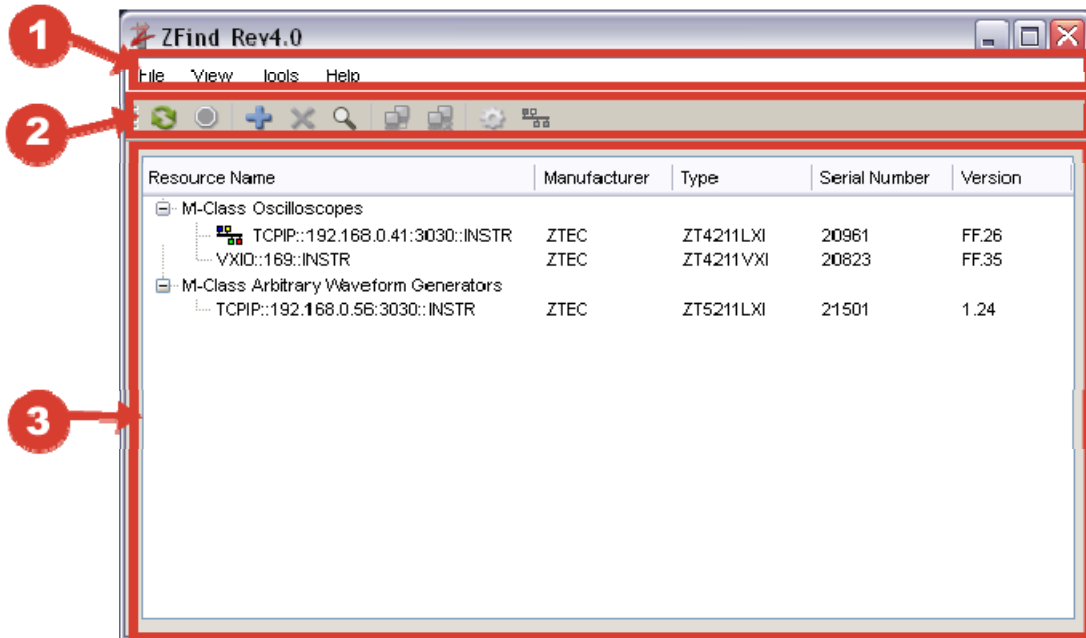 1
ZFind Rev4.0
File View Tools Help
2
3
Resource Name Manufacturer Type Serial Number Version
M-Class Oscilloscopes
TCPIP::192.168.0.41:3030::INSTR ZTEC ZT4211LXI 20961 FF.26
VXI0::169::INSTR ZTEC ZT4211VXI 20823 FF.35
M-Class Arbitrary Waveform Generators
TCPIP::192.168.0.56:3030::INSTR ZTEC ZT5211LXI 21501 1.24